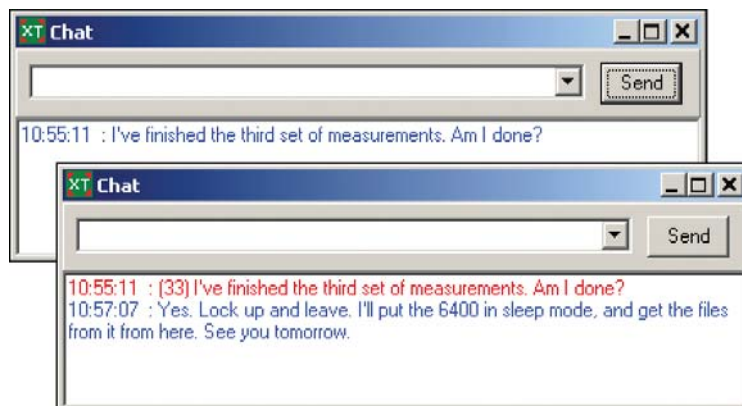 XT Chat
Send
10:55:11 : I've finished the third set of measurements. Am I done?
XT Chat
Send
10:55:11 : (33) I've finished the third set of measurements. Am I done?
10:57:07 : Yes. Lock up and leave. I'll put the 6400 in sleep mode, and get the files
from it from here. See you tomorrow.